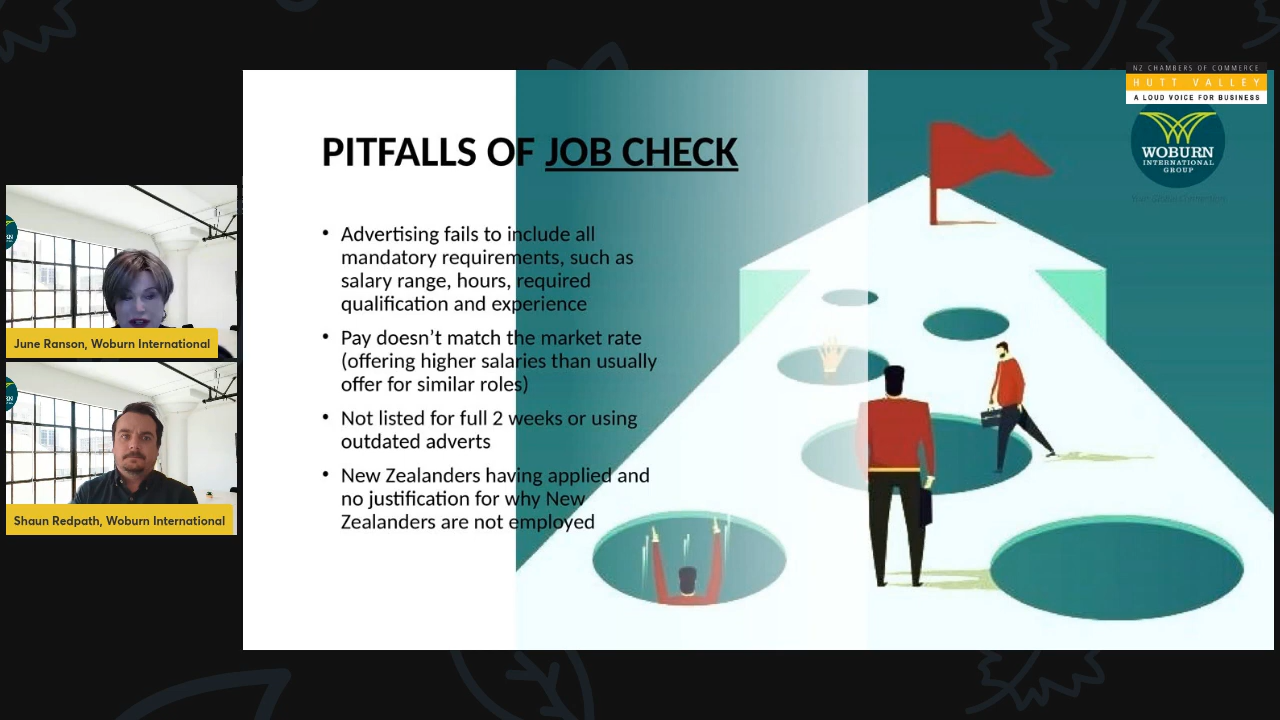 NZ CHAMBERS OF COMMERCE
HUTT VALLEY
A LOUD VOICE FOR BUSINESS
WOBURN
INTERNATIONAL
GROUP
PITFALLS OF JOB CHECK
• Advertising fails to include all
mandatory requirements, such as
salary range, hours, required
qualification and experience
• Pay doesn't match the market rate
(offering higher salaries than usually
offer for similar roles)
• Not listed for full 2 weeks or using
outdated adverts
• New Zealanders having applied and
no justification for why New
Zealanders are not employed
June Ranson, Woburn International
Shaun Redpath, Woburn International